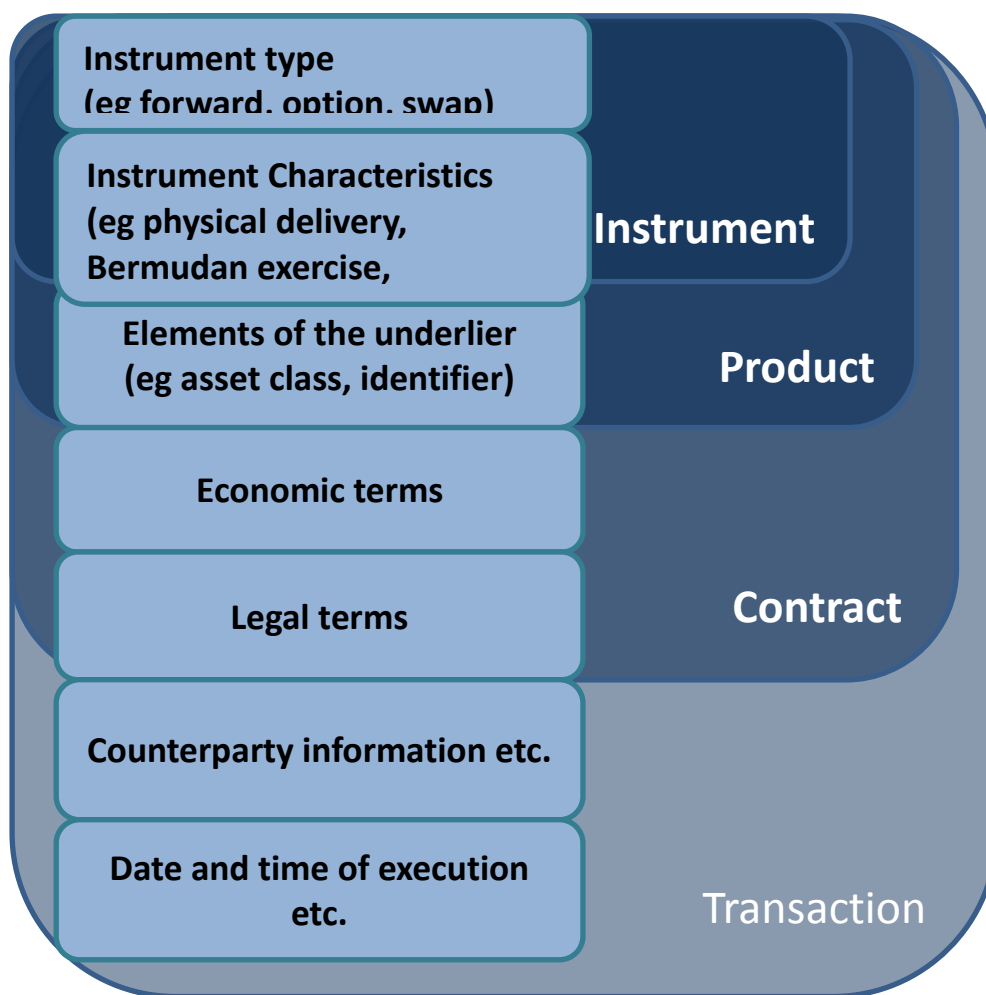 Instrument type
(eg forward, option, swap)
Instrument Characteristics
(eg physical delivery,
Bermudan exercise,
Instrument
Elements of the underlier
(eg asset class, identifier)
Product
Economic terms
Legal terms
Contract
Counterparty information etc.
Date and time of execution
etc.
Transaction